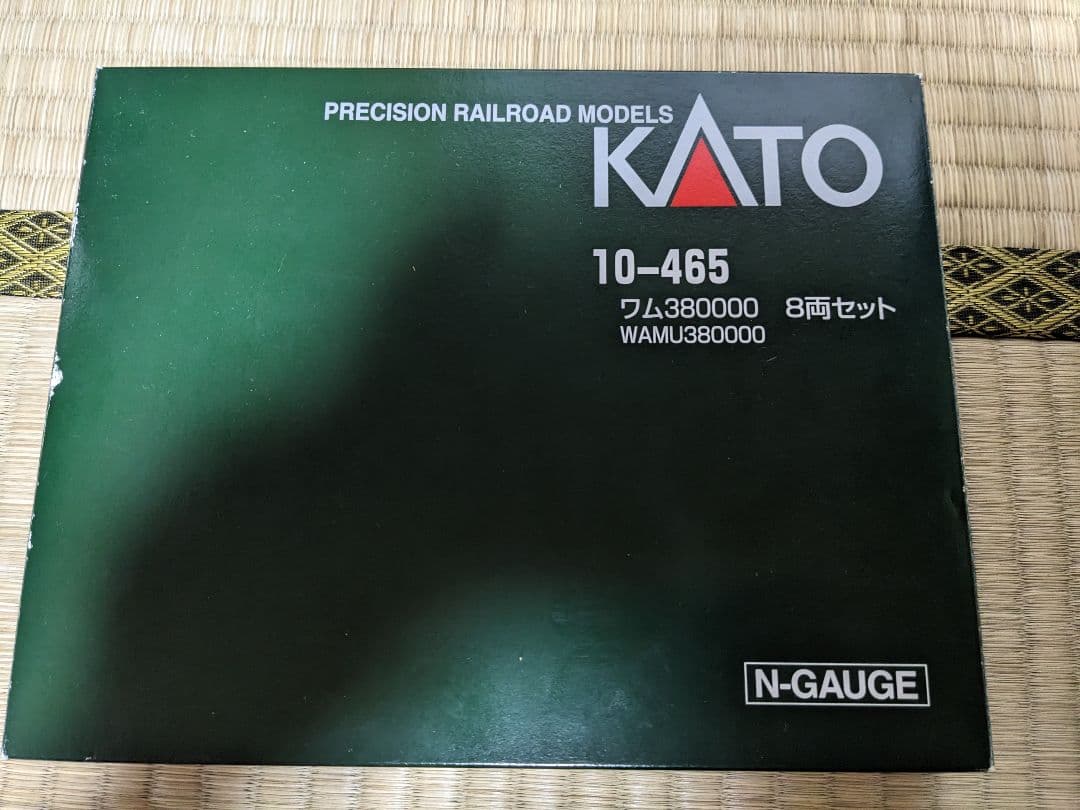 PRECISION RAILROAD MODELS
KATO
10-465
ワム380000 8両セット
WAMU380000
N-GAUGE